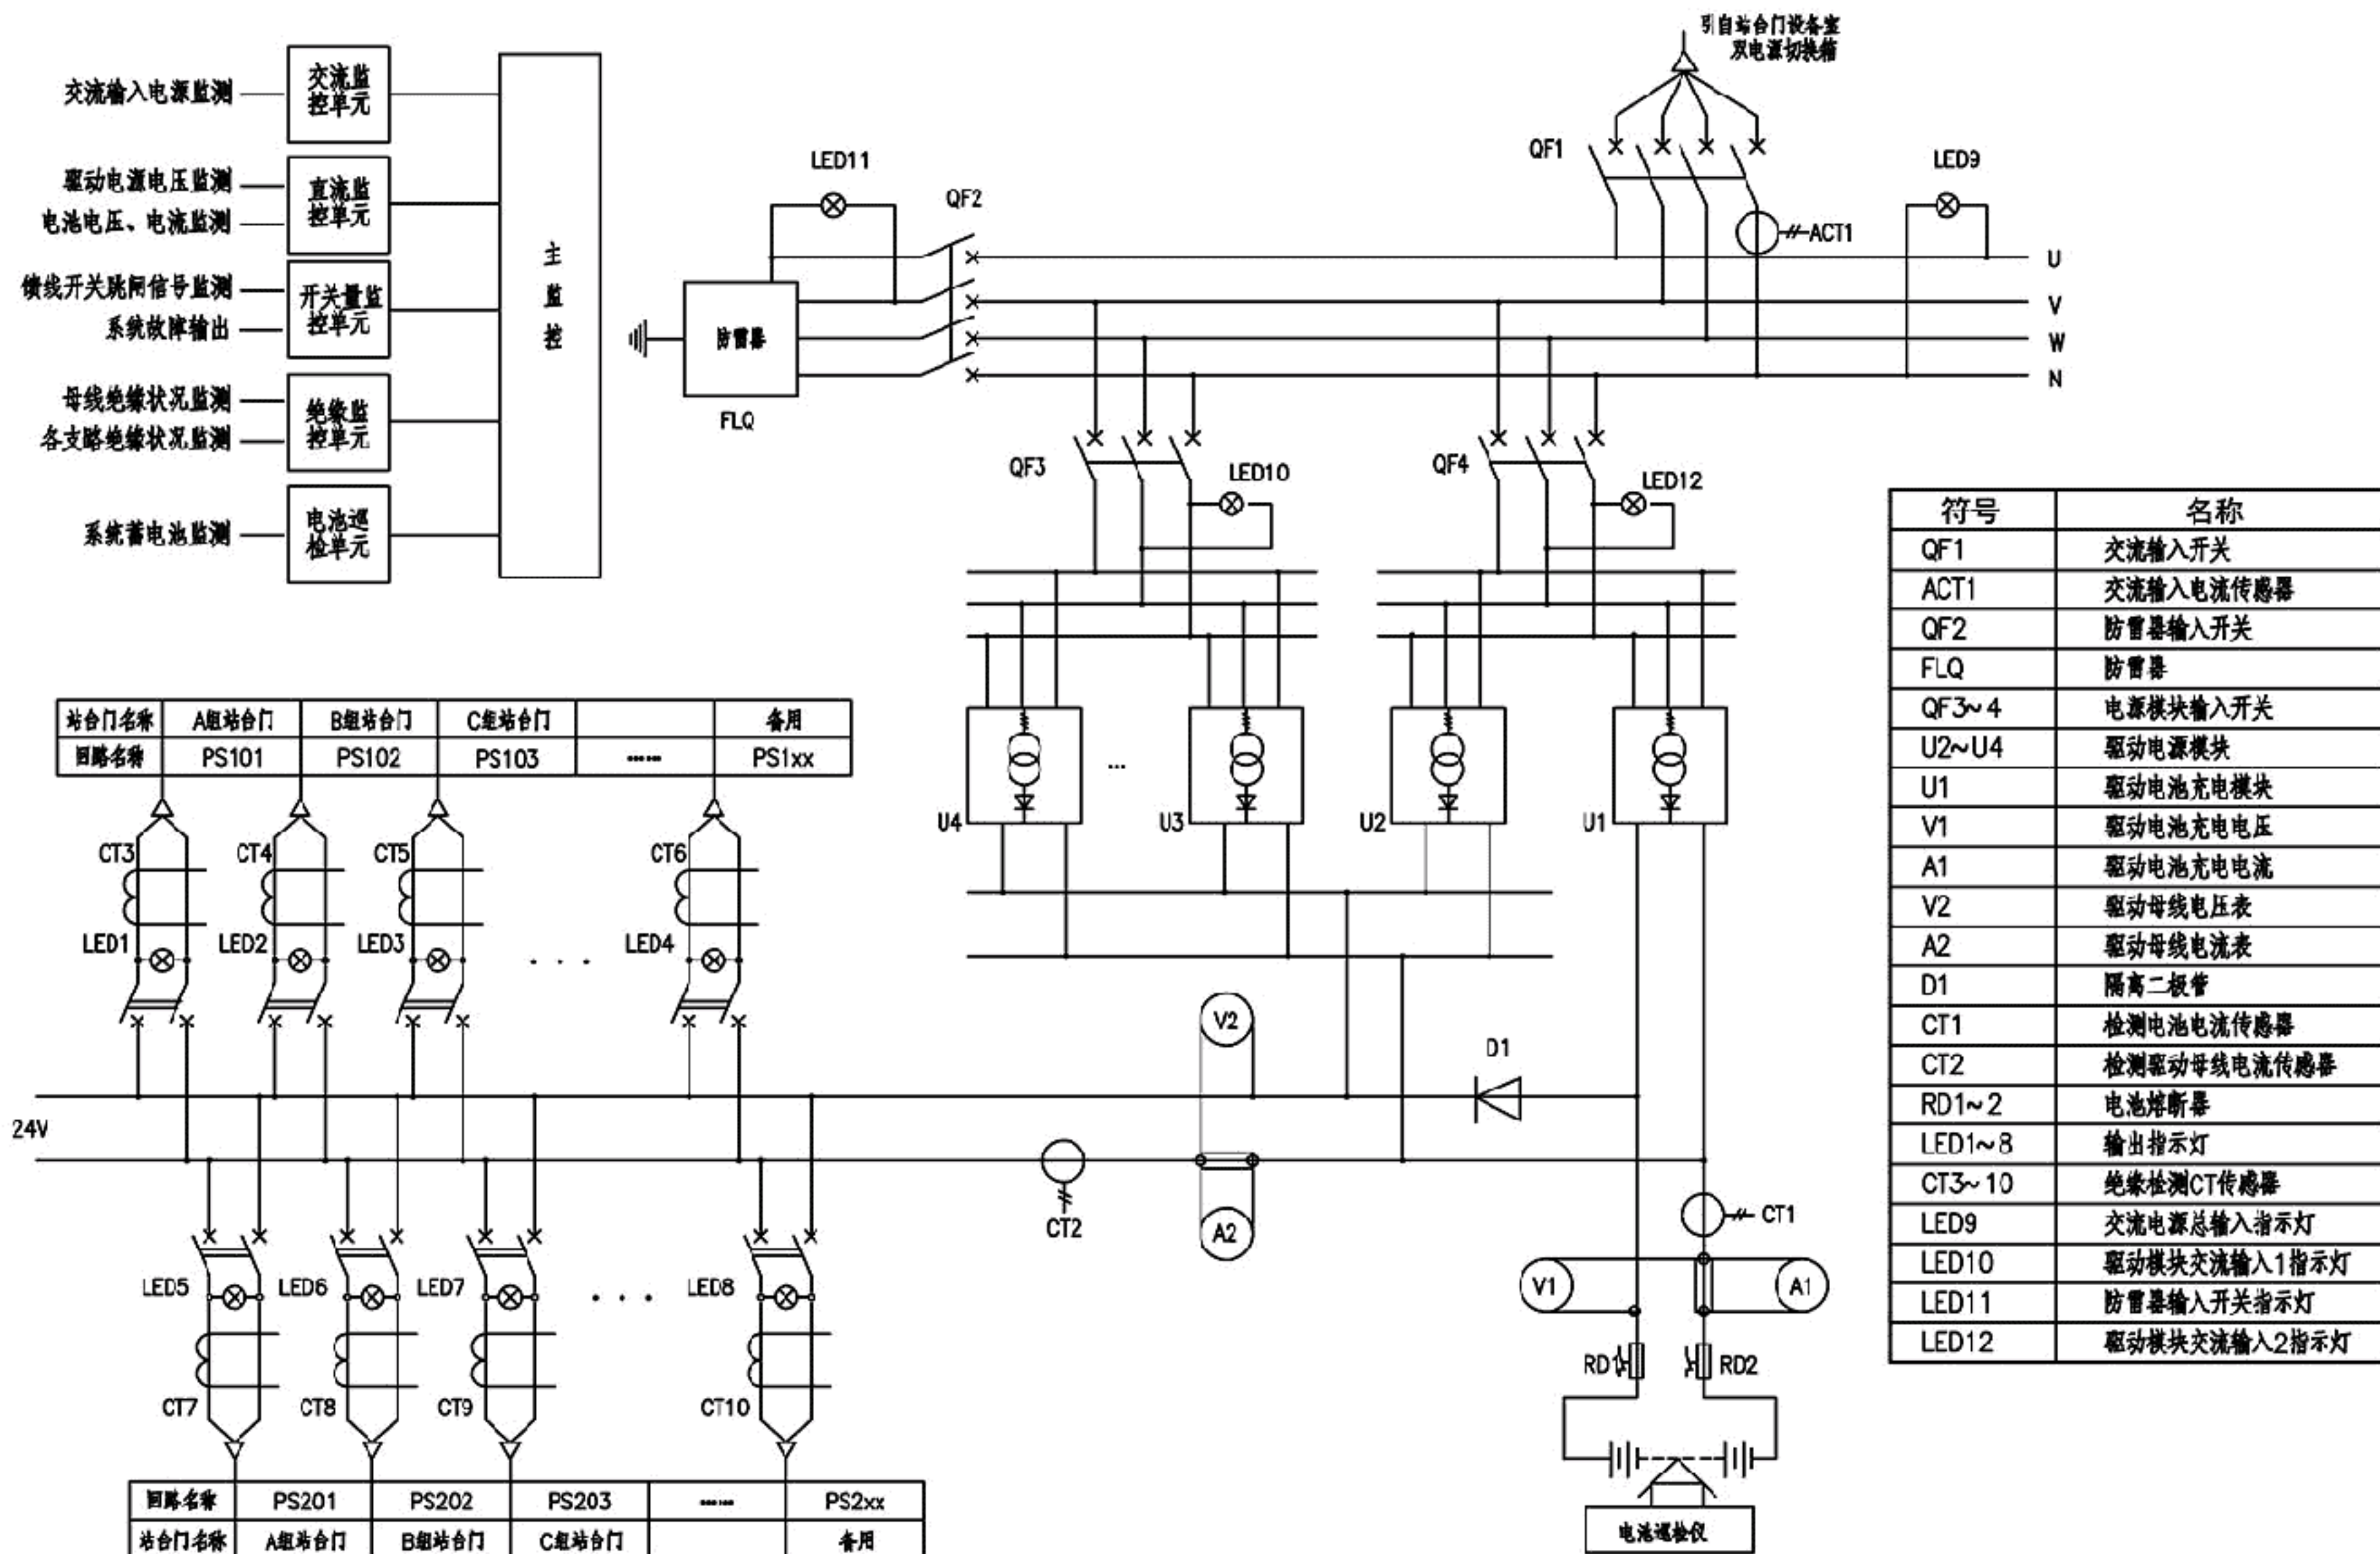 引自站台门设备室
双电源切换箱
交流输入电源监测
交流监
控单元
驱动电源电压监测
电池电压、电流监测
直流监
控单元
馈线开关跳闸信号监测
系统故障输出
开关量监
控单元
母线绝缘状况监测
各支路绝缘状况监测
绝缘监
控单元
系统蓄电池监测
电池巡
检单元
主
监
控
LED11
QF2
QF1
LED9
ACT1
U
V
W
N
防雷器
FLQ
QF3
LED10
QF4
LED12
U4
...
U3
U2
U1
站台门名称 A组站台门 B组站台门 C组站台门 备用
回路名称 PS101 PS102 PS103 ...... PS1xx
CT3
CT4
CT5
CT6
LED1
LED2
LED3
LED4
. . .
24V
V2
D1
CT2
A2
CT1
V1
A1
RD1
RD2
LED5
LED6
LED7
. . .
LED8
CT7
CT8
CT9
CT10
回路名称 PS201 PS202 PS203 ...... PS2xx
站台门名称 A组站台门 B组站台门 C组站台门 备用
电池巡检仪
符号 名称
QF1 交流输入开关
ACT1 交流输入电流传感器
QF2 防雷器输入开关
FLQ 防雷器
QF3~4 电源模块输入开关
U2~U4 驱动电源模块
U1 驱动电池充电模块
V1 驱动电池充电电压
A1 驱动电池充电电流
V2 驱动母线电压表
A2 驱动母线电流表
D1 隔离二极管
CT1 检测电池电流传感器
CT2 检测驱动母线电流传感器
RD1~2 电池熔断器
LED1~8 输出指示灯
CT3~10 绝缘检测CT传感器
LED9 交流电源总输入指示灯
LED10 驱动模块交流输入1指示灯
LED11 防雷器输入开关指示灯
LED12 驱动模块交流输入2指示灯